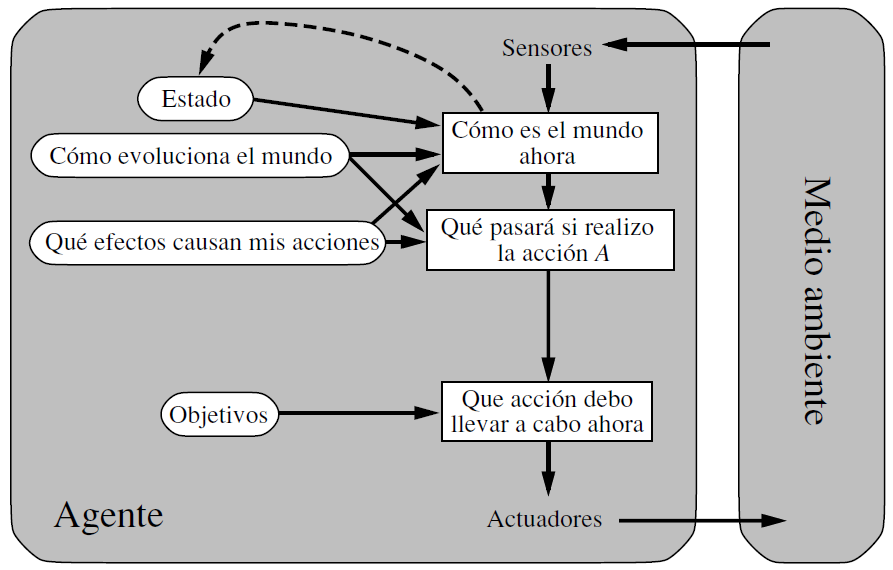 Sensores
Estado
Cómo es el mundo
ahora
Cómo evoluciona el mundo
Qué efectos causan mis acciones
Qué pasará si realizo
la acción A
Objetivos
Que acción debo
llevar a cabo ahora
Agente
Actuadores
Medio ambiente